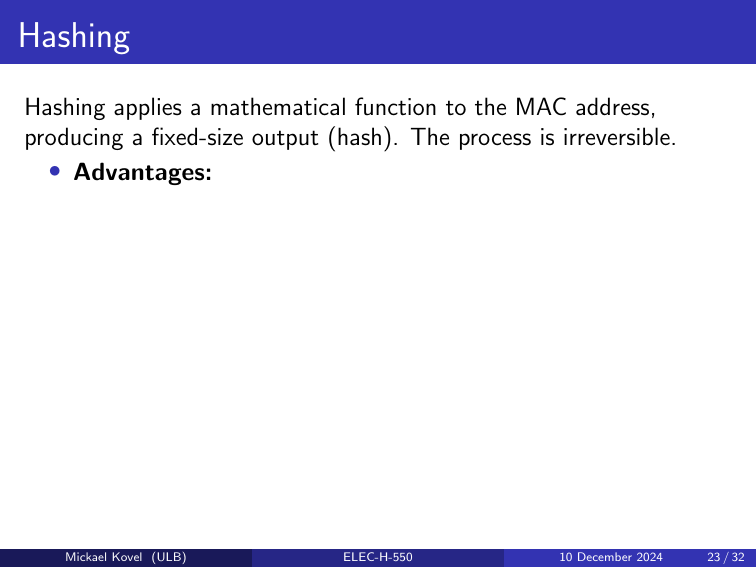 Hashing
Hashing applies a mathematical function to the MAC address,
producing a fixed-size output (hash). The process is irreversible.
• Advantages:
Mickael Kovel (ULB) ELEC-H-550 10 December 2024 23 / 32